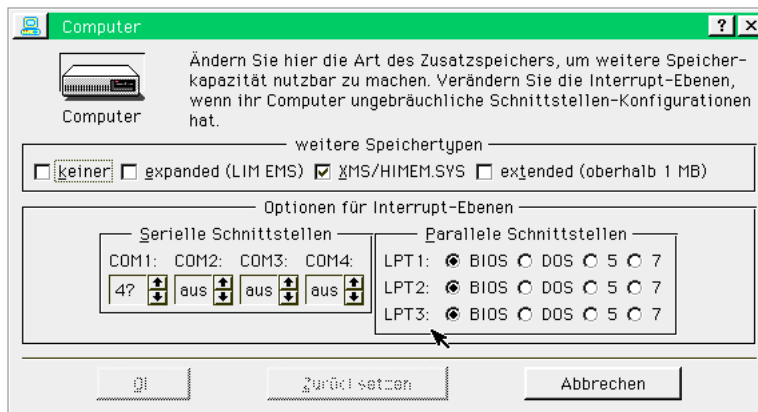 Computer
?
Ändern Sie hier die Art des Zusatzspeichers, um weitere Speicher-
kapazität nutzbar zu machen. Verändern Sie die Interrupt-Ebenen,
wenn ihr Computer ungebräuchliche Schnittstellen-Konfigurationen
hat.
Computer
weitere Speichertypen
keiner expanded (LIM EMS) XMS/HIMEM.SYS extended (oberhalb 1 MB)
Optionen für Interrupt-Ebenen
Serielle Schnittstellen Parallele Schnittstellen
COM1: COM2: COM3: COM4:
4? aus aus aus
LPT1: BIOS DOS 5 7
LPT2: BIOS DOS 5 7
LPT3: BIOS DOS 5 7
Zurücksetzen Abbrechen